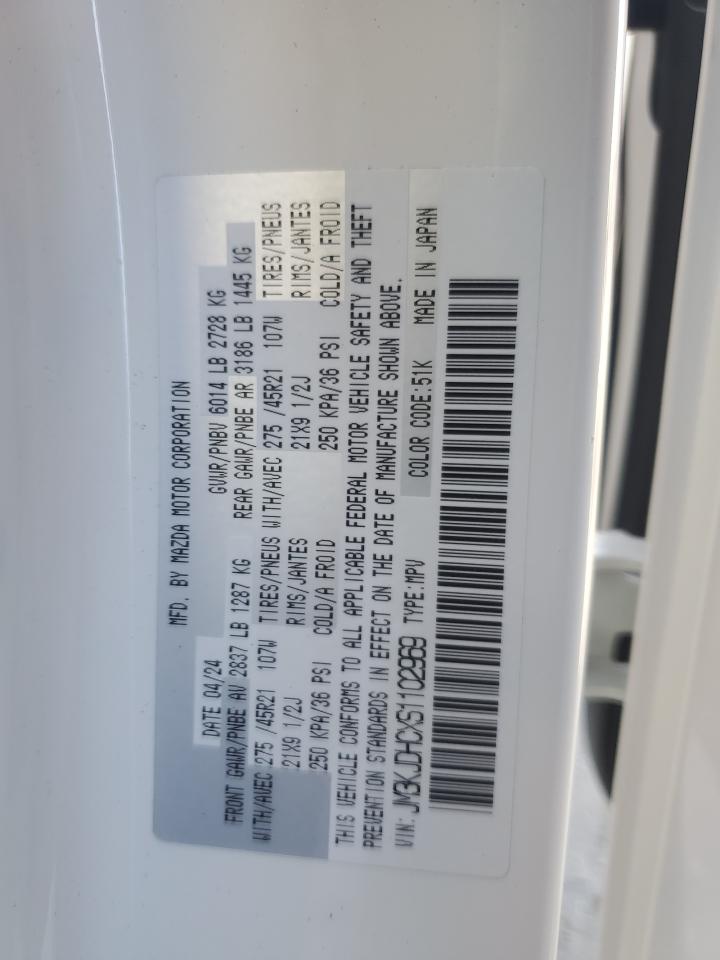 MFD. BY MAZDA MOTOR CORPORATION
DATE 04/24 GVWR/PNBV 6014 LB 2728 KG
FRONT GAWR/PNBE AV 2837 LB 1287 KG REAR GAWR/PNBE AR 3186 LB 1445 KG
WITH/AVEC 275 /45R21 107W TIRES/PNEUS WITH/AVEC 275 /45R21 107W TIRES/PNEUS
21X9 1/2J RIMS/JANTES 21X9 1/2J RIMS/JANTES
250 KPA/36 PSI COLD/A FROID 250 KPA/36 PSI COLD/A FROID
THIS VEHICLE CONFORMS TO ALL APPLICABLE FEDERAL MOTOR VEHICLE SAFETY AND THEFT
PREVENTION STANDARDS IN EFFECT ON THE DATE OF MANUFACTURE SHOWN ABOVE.
VIN: JM3KJDHCXS1102969 TYPE:MPV COLOR CODE:51K MADE IN JAPAN